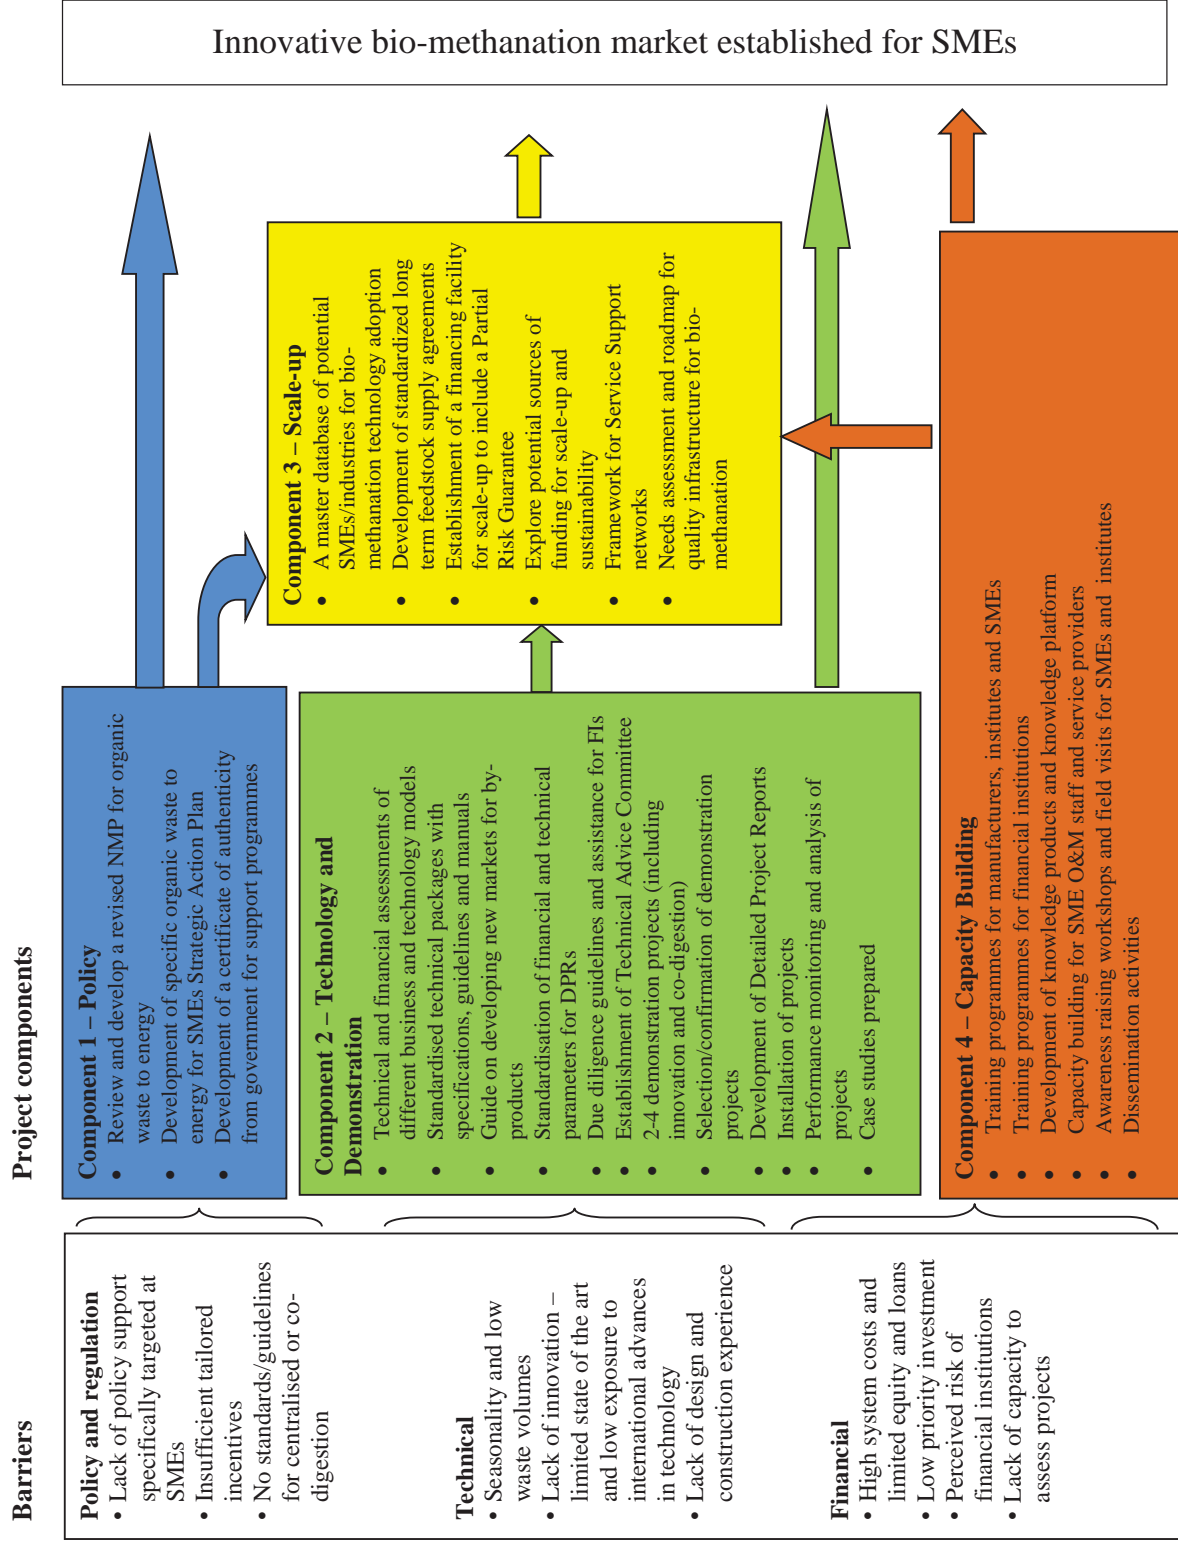 Barriers
Policy and regulation
• Lack of policy support
specifically targeted at
SMEs
• Insufficient tailored
incentives
• No standards/guidelines
for centralised or co-
digestion
Technical
• Seasonality and low
waste volumes
• Lack of innovation –
limited state of the art
and low exposure to
international advances
in technology
• Lack of design and
construction experience
Financial
• High system costs and
limited equity and loans
• Low priority investment
• Perceived risk of
financial institutions
• Lack of capacity to
assess projects
Project components
Component 1 – Policy
• Review and develop a revised NMP for organic
waste to energy
• Development of specific organic waste to
energy for SMEs Strategic Action Plan
• Development of a certificate of authenticity
from government for support programmes
Component 2 – Technology and
Demonstration
• Technical and financial assessments of
different business and technology models
• Standardised technical packages with
specifications, guidelines and manuals
• Guide on developing new markets for by-
products
• Standardisation of financial and technical
parameters for DPRs
• Due diligence guidelines and assistance for FIs
• Establishment of Technical Advice Committee
• 2-4 demonstration projects (including
innovation and co-digestion)
• Selection/confirmation of demonstration
projects
• Development of Detailed Project Reports
• Installation of projects
• Performance monitoring and analysis of
projects
• Case studies prepared
Component 3 – Scale-up
• A master database of potential
SMEs/industries for bio-
methanation technology adoption
• Development of standardized long
term feedstock supply agreements
• Establishment of a financing facility
for scale-up to include a Partial
Risk Guarantee
• Explore potential sources of
funding for scale-up and
sustainability
• Framework for Service Support
networks
• Needs assessment and roadmap for
quality infrastructure for bio-
methanation
Component 4 – Capacity Building
• Training programmes for manufacturers, institutes and SMEs
• Training programmes for financial institutions
• Development of knowledge products and knowledge platform
• Capacity building for SME O&M staff and service providers
• Awareness raising workshops and field visits for SMEs and institutes
• Dissemination activities
Innovative bio-methanation market established for SMEs